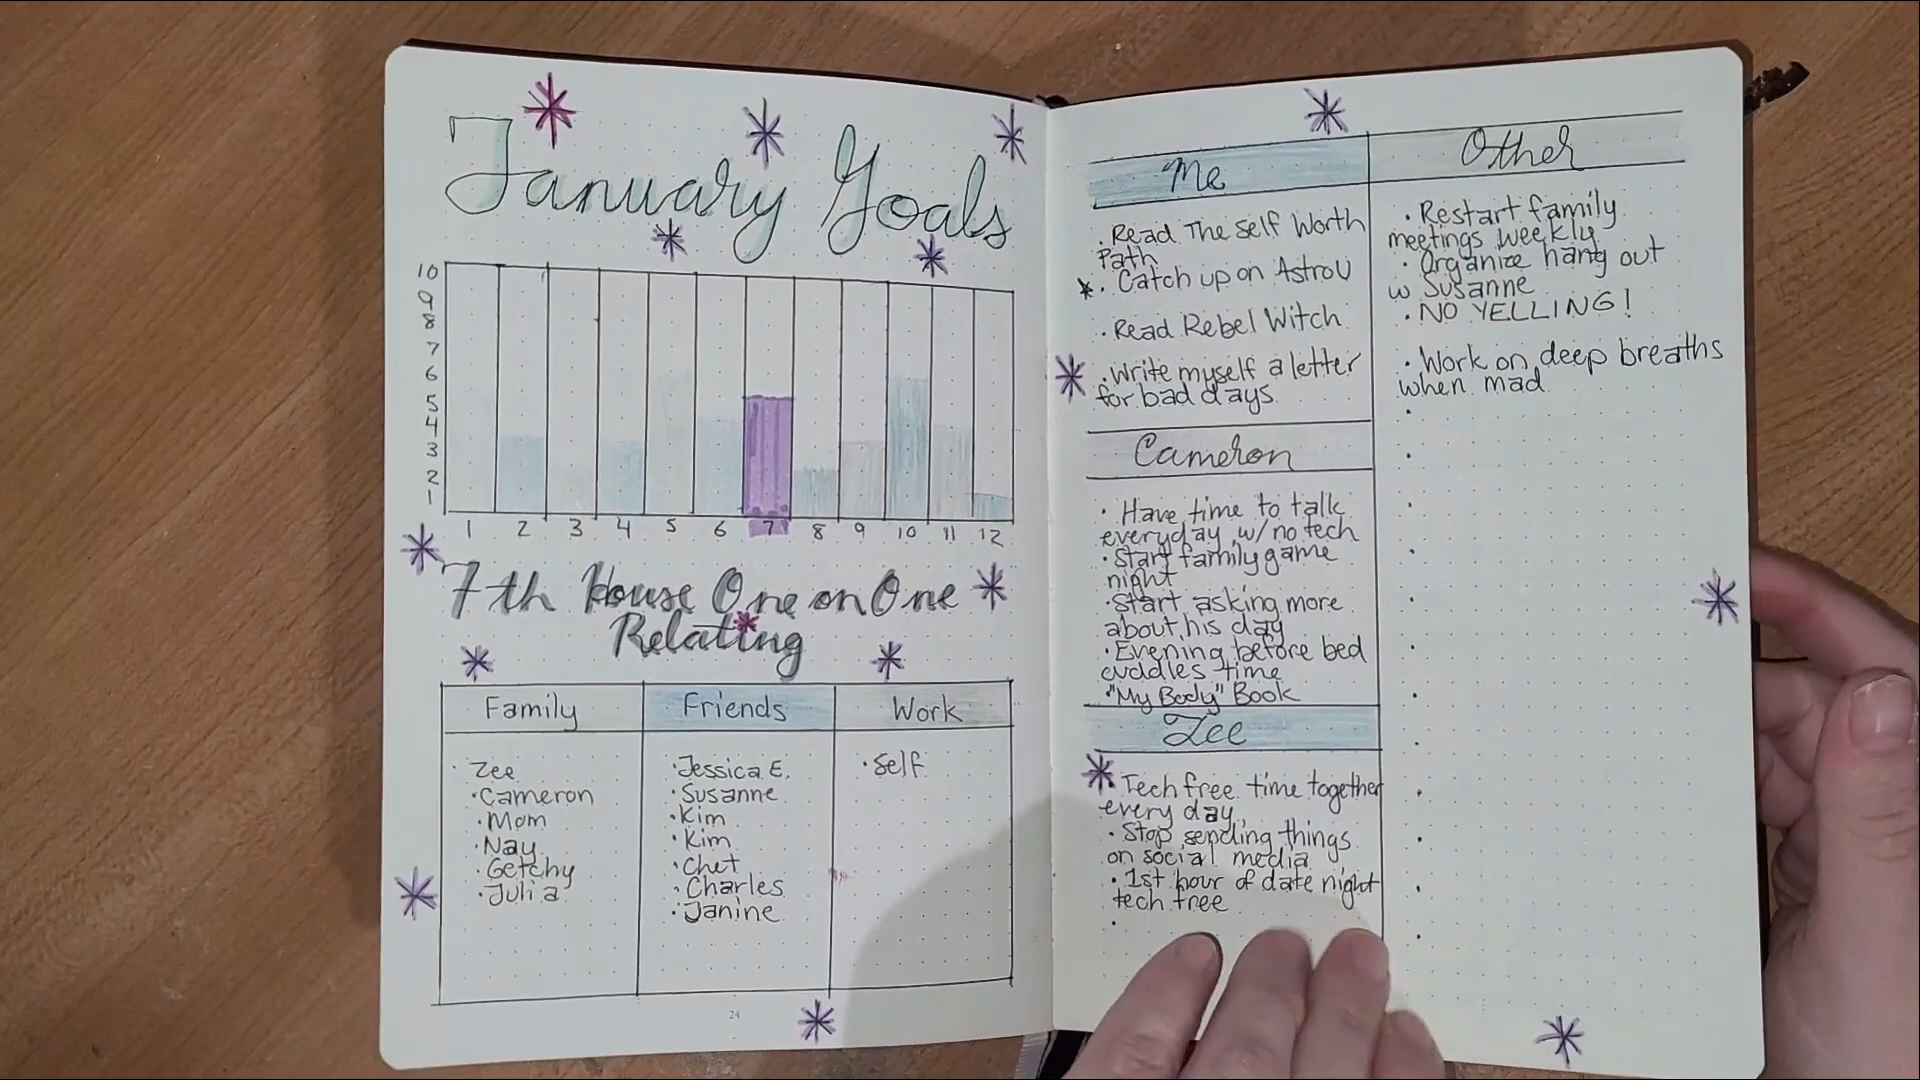 January Goals
10
9
8
7
6
5
4
3
2
1
1 2 3 4 5 6 7 8 9 10 11 12
7th House One on One
Relating
Family Friends Work
· Zee
· Cameron
· Mom
· Nay
· Getchy
· Julia
· Jessica E.
· Susanne
· Kim
· Kim
· Chet
· Charles
· Janine
· Self
24
Me
· Read The Self Worth
Path
· Catch up on AstroU
· Read Rebel Witch
· Write myself a letter
for bad days
Cameron
· Have time to talk
everyday w/ no tech
· Start family game
night
· Start asking more
about his day
· Evening before bed
cuddles time
· "My Body" Book
Zee
Tech free time together
every day
· Stop sending things
on social media
· 1st hour of date night
tech free
Other
· Restart family
meetings weekly
· Organize hang out
w Susanne
· NO YELLING!
· Work on deep breaths
when mad